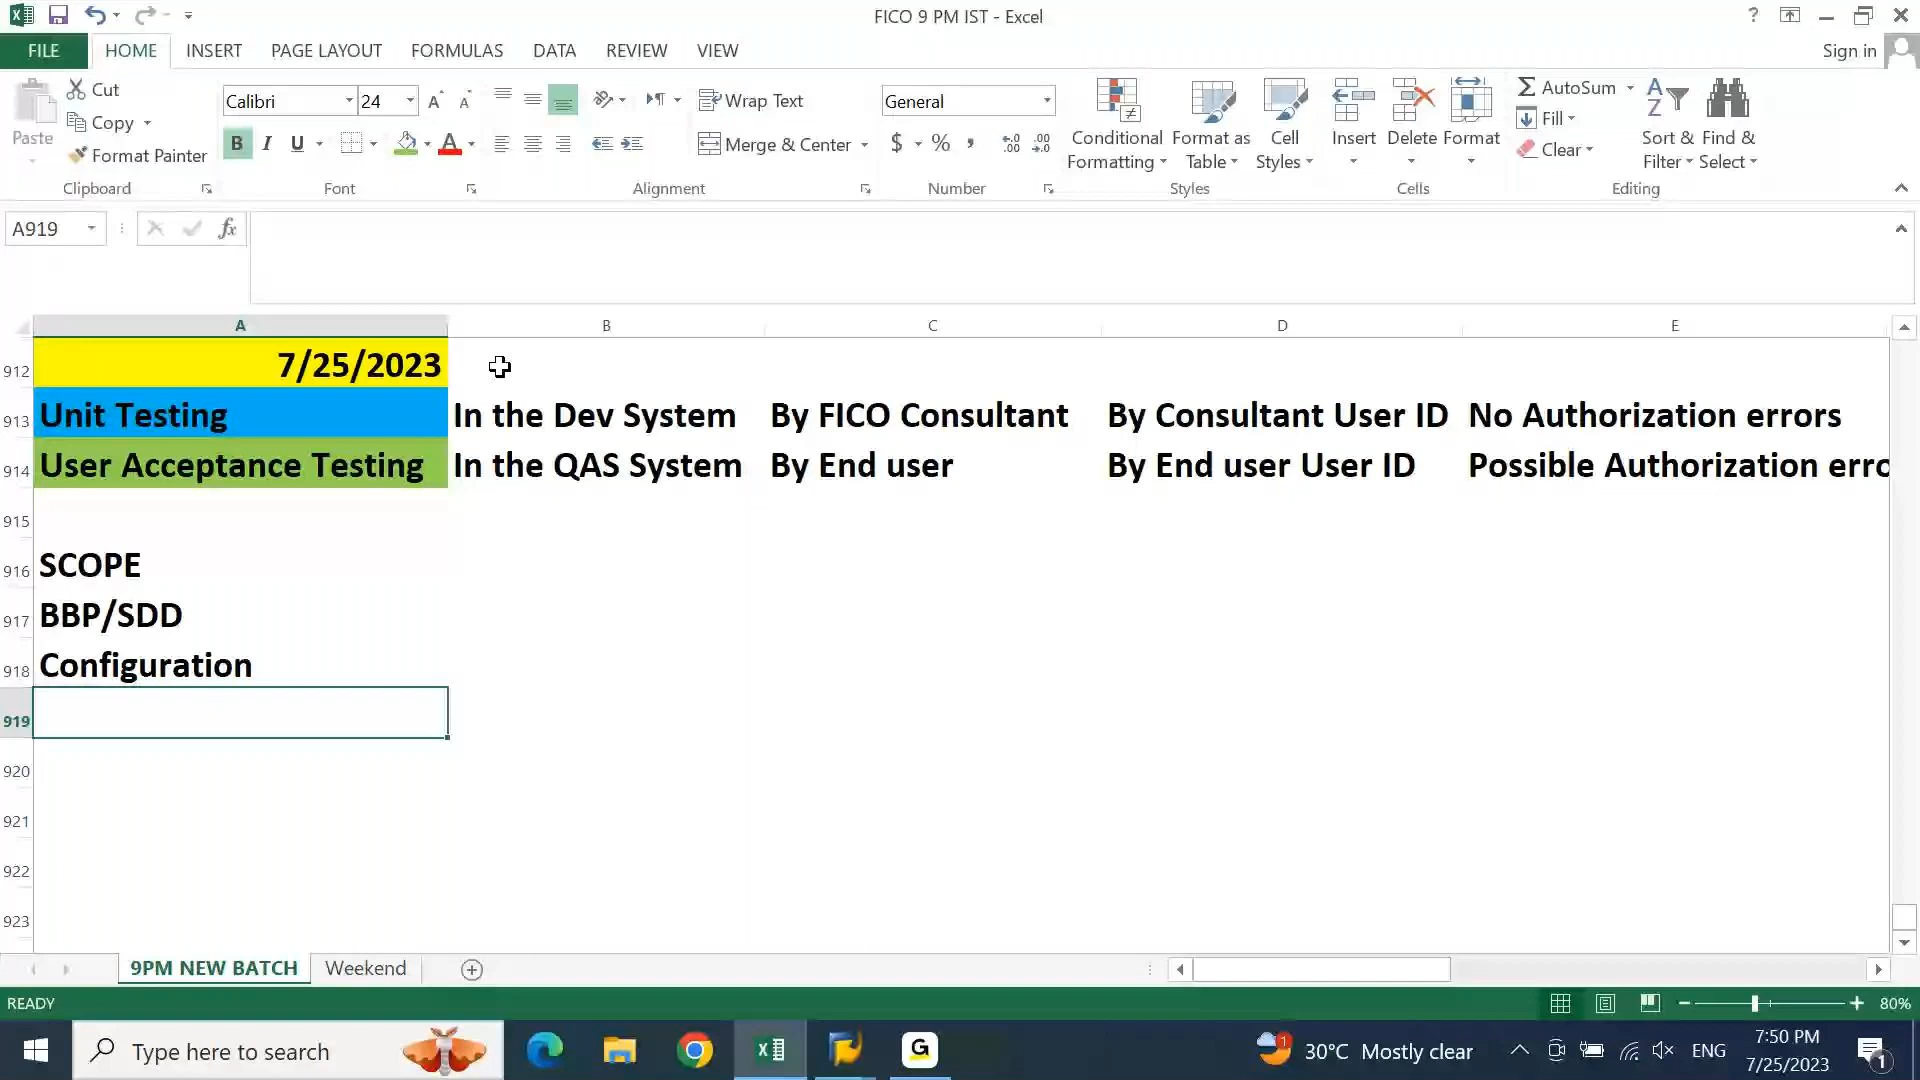 FICO 9 PM IST - Excel
?
FILE HOME INSERT PAGE LAYOUT FORMULAS DATA REVIEW VIEW Sign in
Paste Cut Copy Format Painter Clipboard
Calibri 24 A A B I U A Font
Wrap Text Merge & Center Alignment
General $ % , Number
Conditional Formatting Format as Table Cell Styles Styles
Insert Delete Format Cells
AutoSum Fill Clear Sort & Filter Find & Select Editing
A919 fx
A B C D E
912 7/25/2023
913 Unit Testing In the Dev System By FICO Consultant By Consultant User ID No Authorization errors
914 User Acceptance Testing In the QAS System By End user By End user User ID Possible Authorization erro
915
916 SCOPE
917 BBP/SDD
918 Configuration
919
920
921
922
923
9PM NEW BATCH Weekend
READY 80%
Type here to search 30°C Mostly clear ENG 7:50 PM
7/25/2023 1